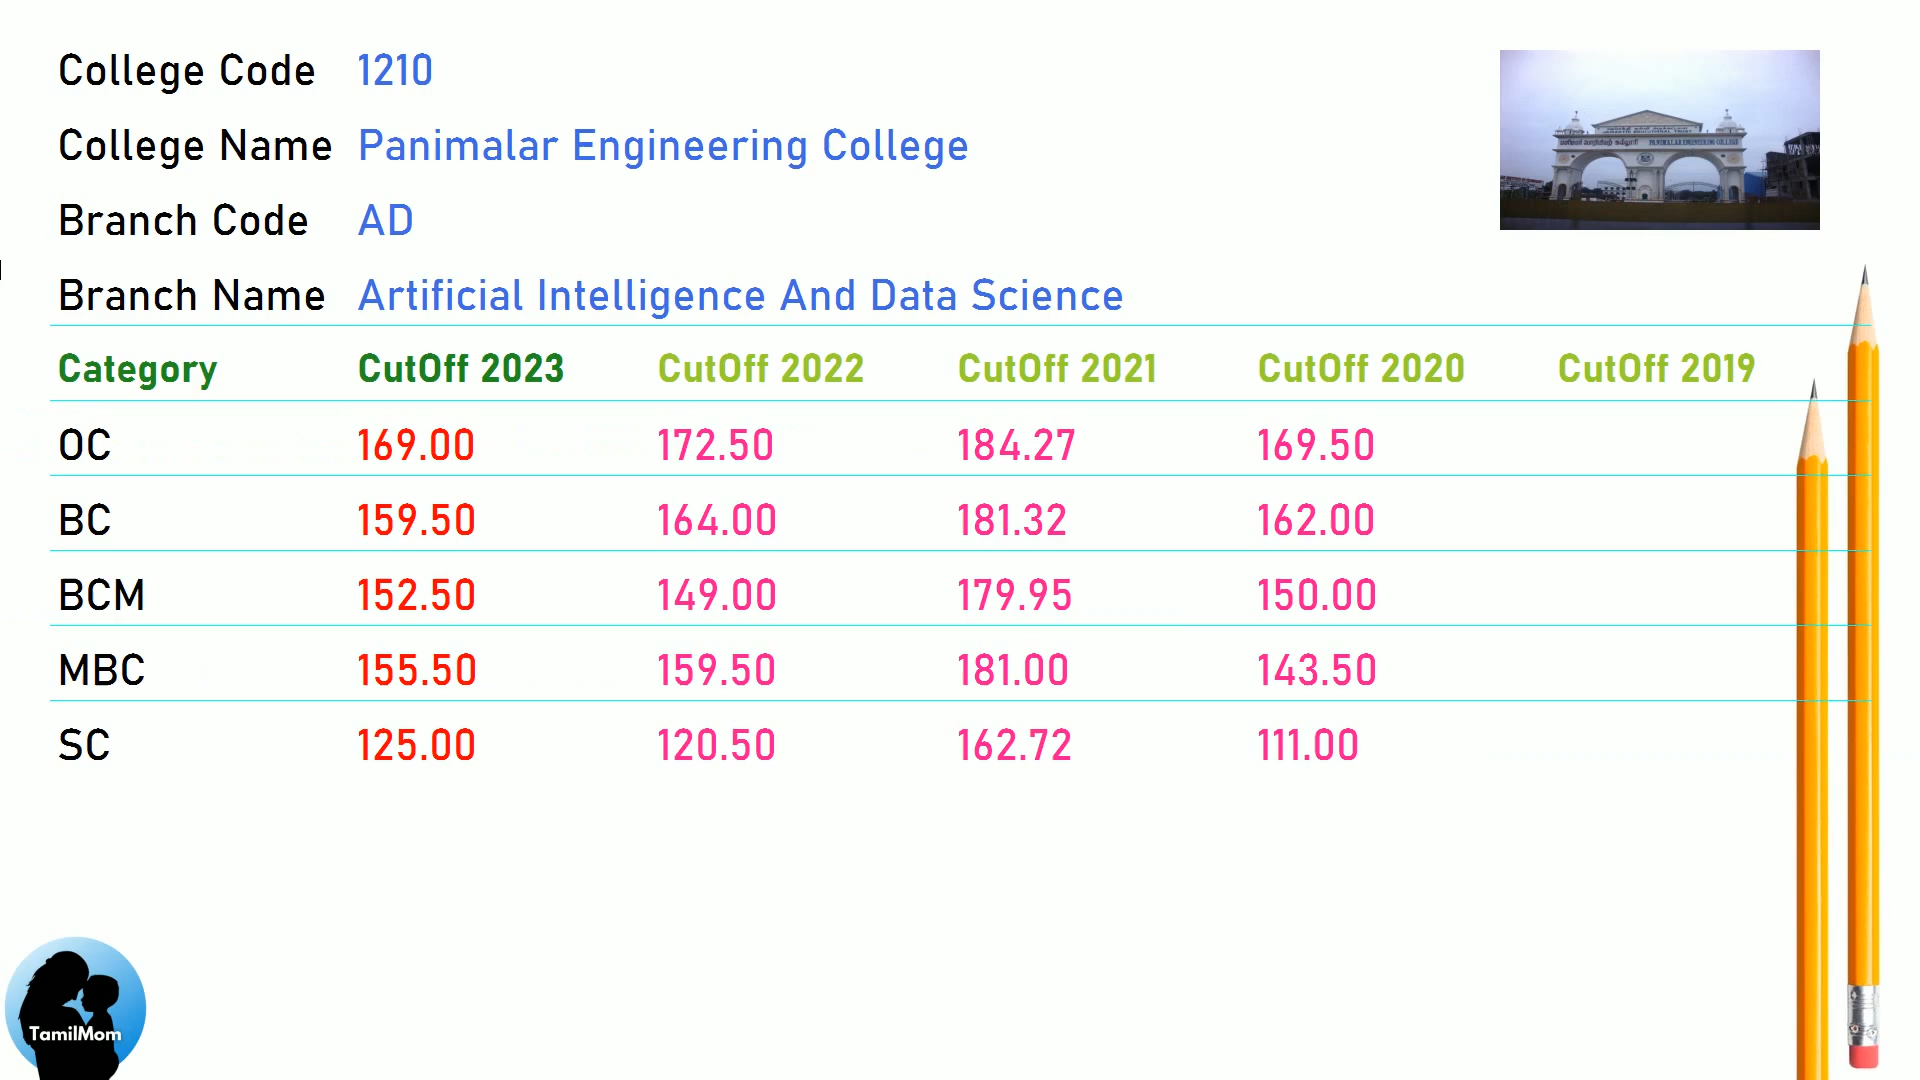 College Code 1210
College Name Panimalar Engineering College
Branch Code AD
Branch Name Artificial Intelligence And Data Science
Category CutOff 2023 CutOff 2022 CutOff 2021 CutOff 2020 CutOff 2019
OC 169.00 172.50 184.27 169.50
BC 159.50 164.00 181.32 162.00
BCM 152.50 149.00 179.95 150.00
MBC 155.50 159.50 181.00 143.50
SC 125.00 120.50 162.72 111.00
PANIMALAR ENGINEERING COLLEGE
TamilMom